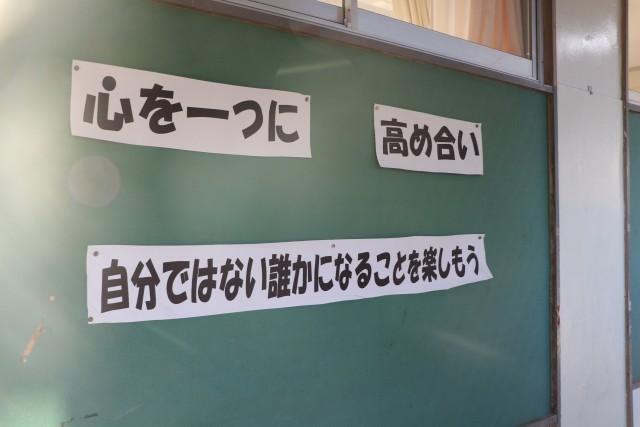 心を一つに
高め合い
自分ではない誰かになることを楽しもう